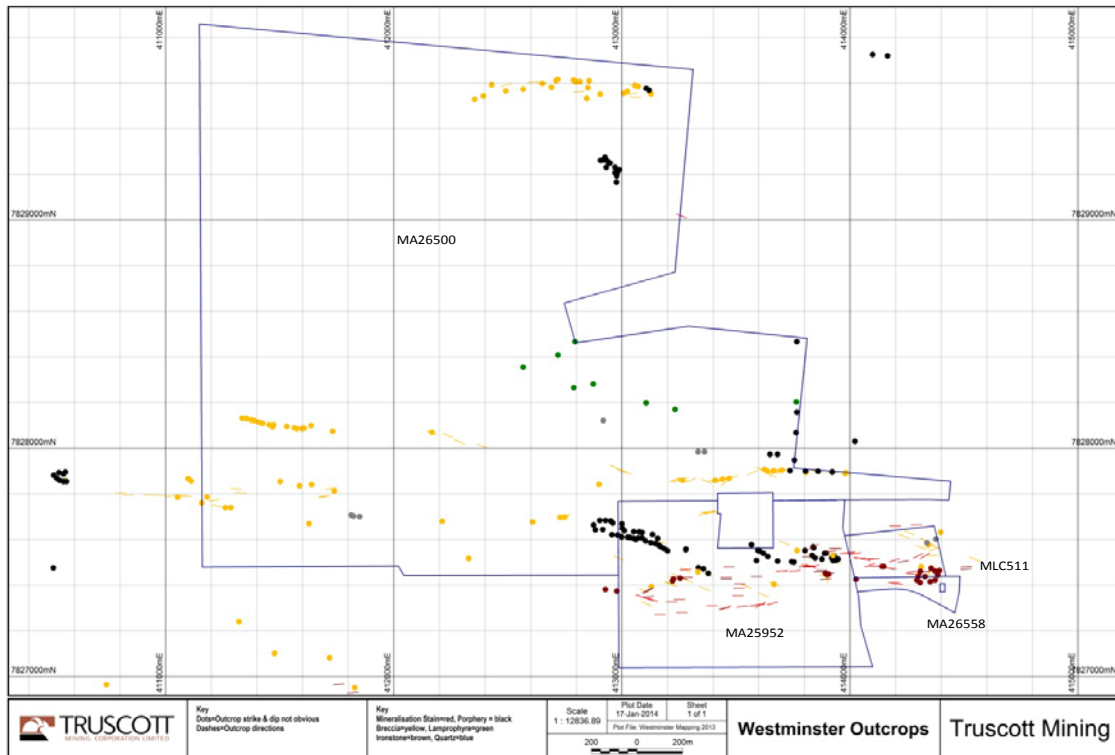 411000mE 412000mE 413000mE 414000mE 415000mE
7829000mN
MA26500
7828000mN
MLC511
MA26558
MA25952
7827000mN
411000mE 412000mE 413000mE 414000mE 415000mE
TRUSCOTT
MINING CORPORATION LIMITED
Key
Dots=Outcrop strike & dip not obvious
Dashes=Outcrop directions
Key
Mineralisation Stain=red, Porphery = black
Breccia=yellow, Lamprophyre=green
Ironstone=brown, Quartz=blue
Scale
1 : 12836.89
Plot Date
17-Jan-2014
Sheet
1 of 1
Plot File: Westminster Mapping 2013
200 0 200m
Westminster Outcrops
Truscott Mining